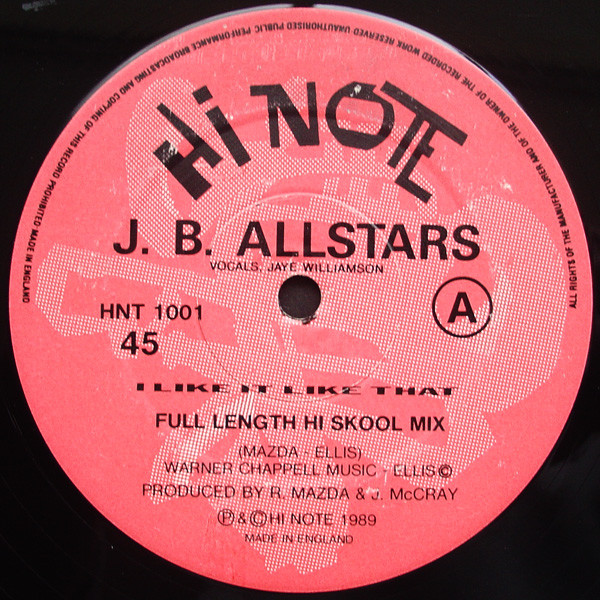 ALL RIGHTS OF THE MANUFACTURER AND OF THE OWNER OF THE RECORDED WORK RESERVED UNAUTHORISED PUBLIC PERFORMANCE BROADCASTING AND COPYING OF THIS RECORD PROHIBITED MADE IN ENGLAND
Hi NOTE
J. B. ALLSTARS
VOCALS, JAYE WILLIAMSON
HNT 1001
A
45
I LIKE IT LIKE THAT
FULL LENGTH HI SKOOL MIX
(MAZDA - ELLIS)
WARNER CHAPPELL MUSIC - ELLIS ©
PRODUCED BY R. MAZDA & J. McCRAY
℗ & © HI NOTE 1989
MADE IN ENGLAND